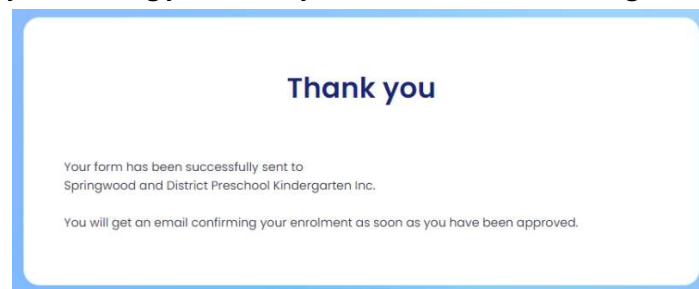 Thank you
Your form has been successfully sent to
Springwood and District Preschool Kindergarten Inc.
You will get an email confirming your enrolment as soon as you have been approved.